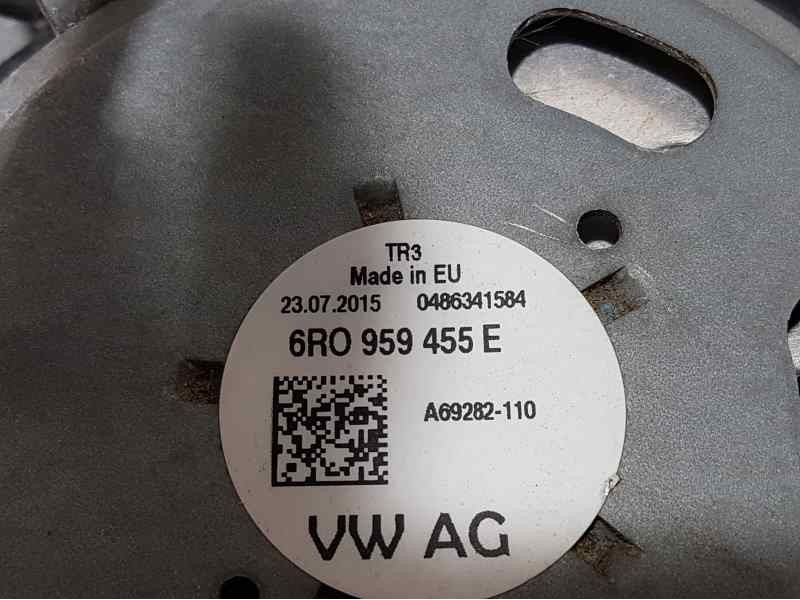 TR3
Made in EU
23.07.2015 0486341584
6R0 959 455 E
A69282-110
VW AG